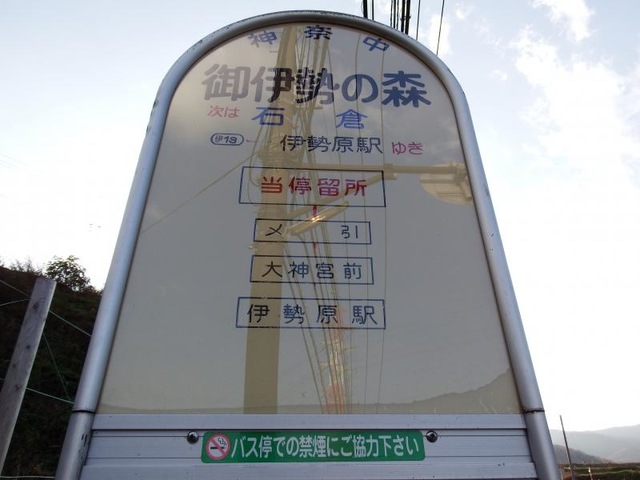 神奈中
御伊勢の森
次は 石倉
伊13 伊勢原駅 ゆき
当停留所
〆引
大神宮前
伊勢原駅
バス停での禁煙にご協力下さい